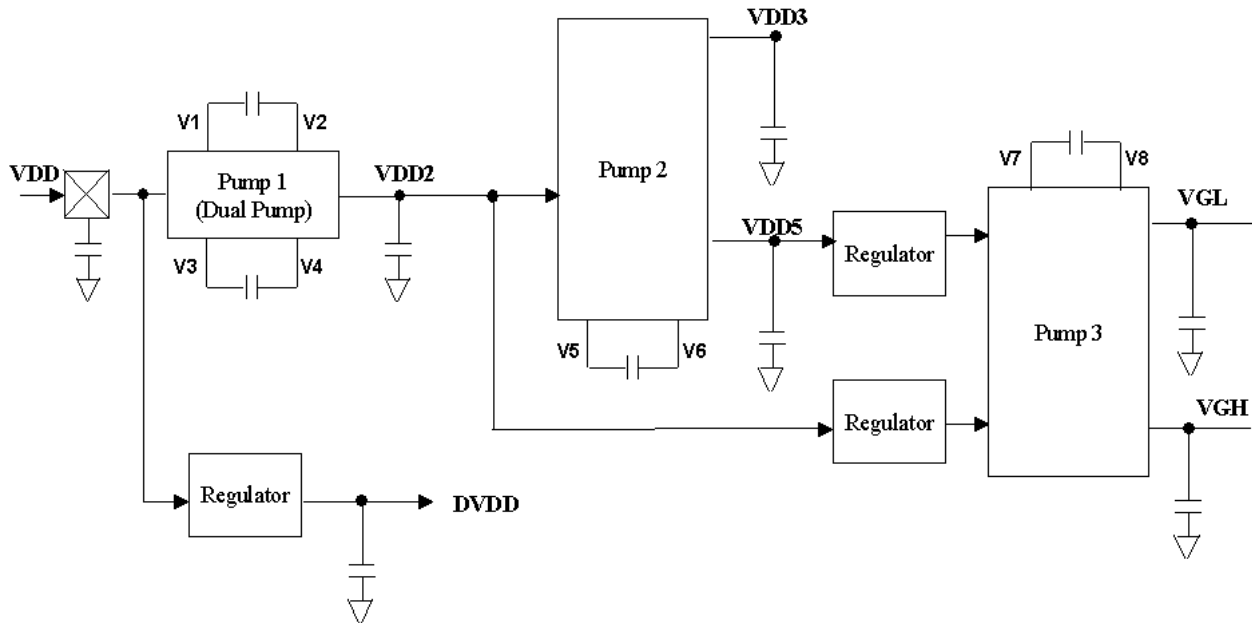 VDD3
V1
V2
Pump 2
V7
V8
VDD
Pump 1
(Dual Pump)
VDD2
VGL
VDD5
V3
V4
Regulator
Pump 3
V5
V6
VGH
Regulator
Regulator
DVDD